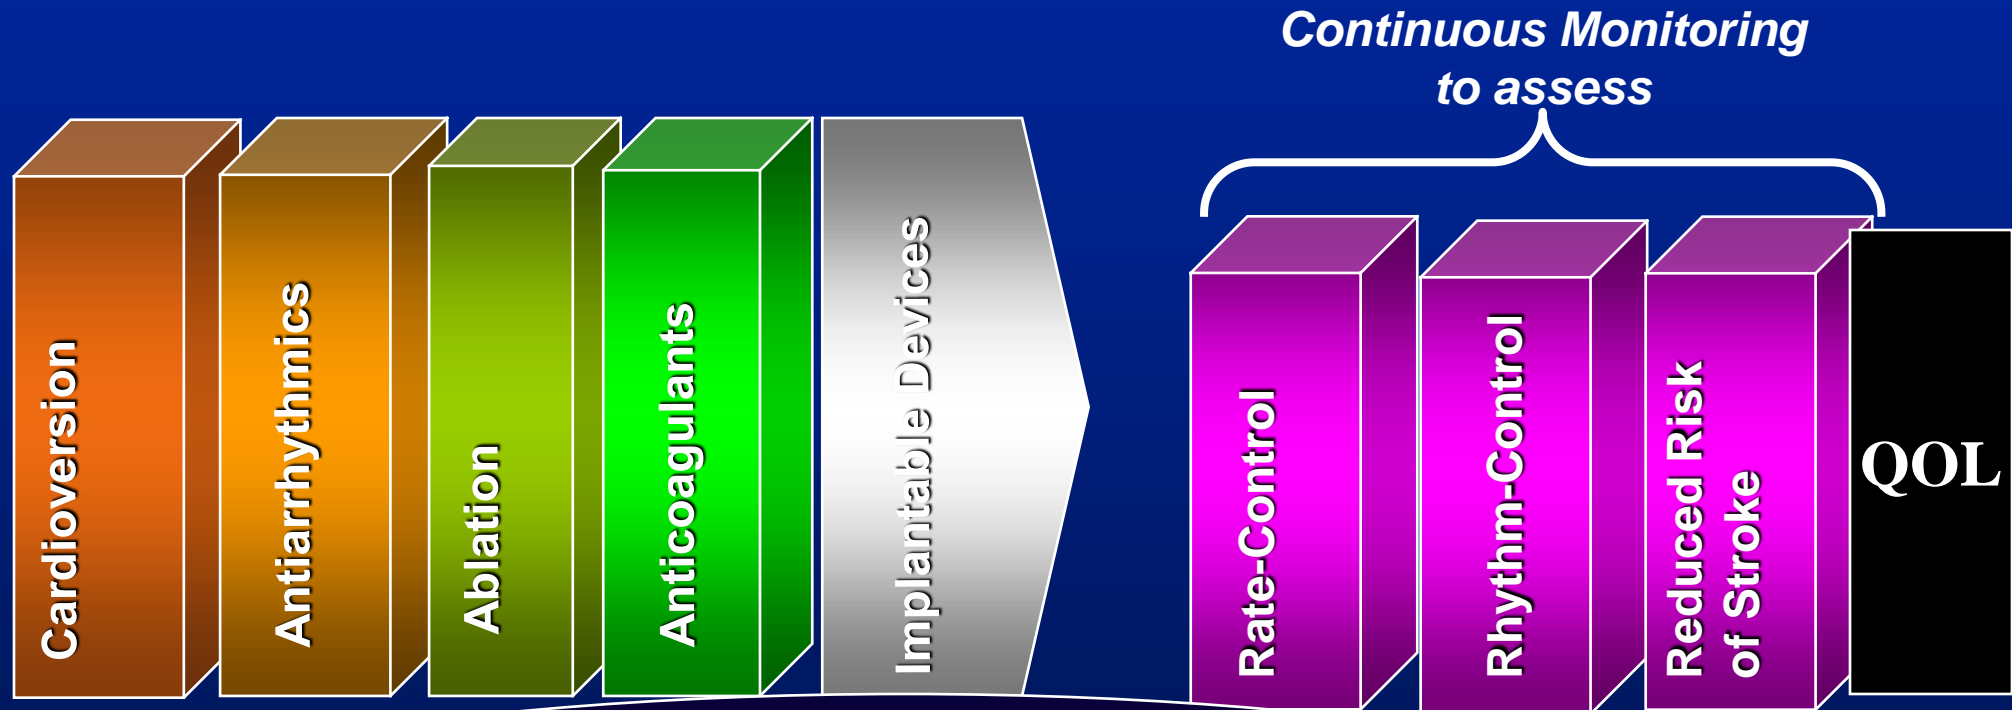 Continuous Monitoring
to assess
Cardioversion
Antiarrhythmics
Ablation
Anticoagulants
Implantable Devices
Rate-Control
Rhythm-Control
Reduced Risk
of Stroke
QOL